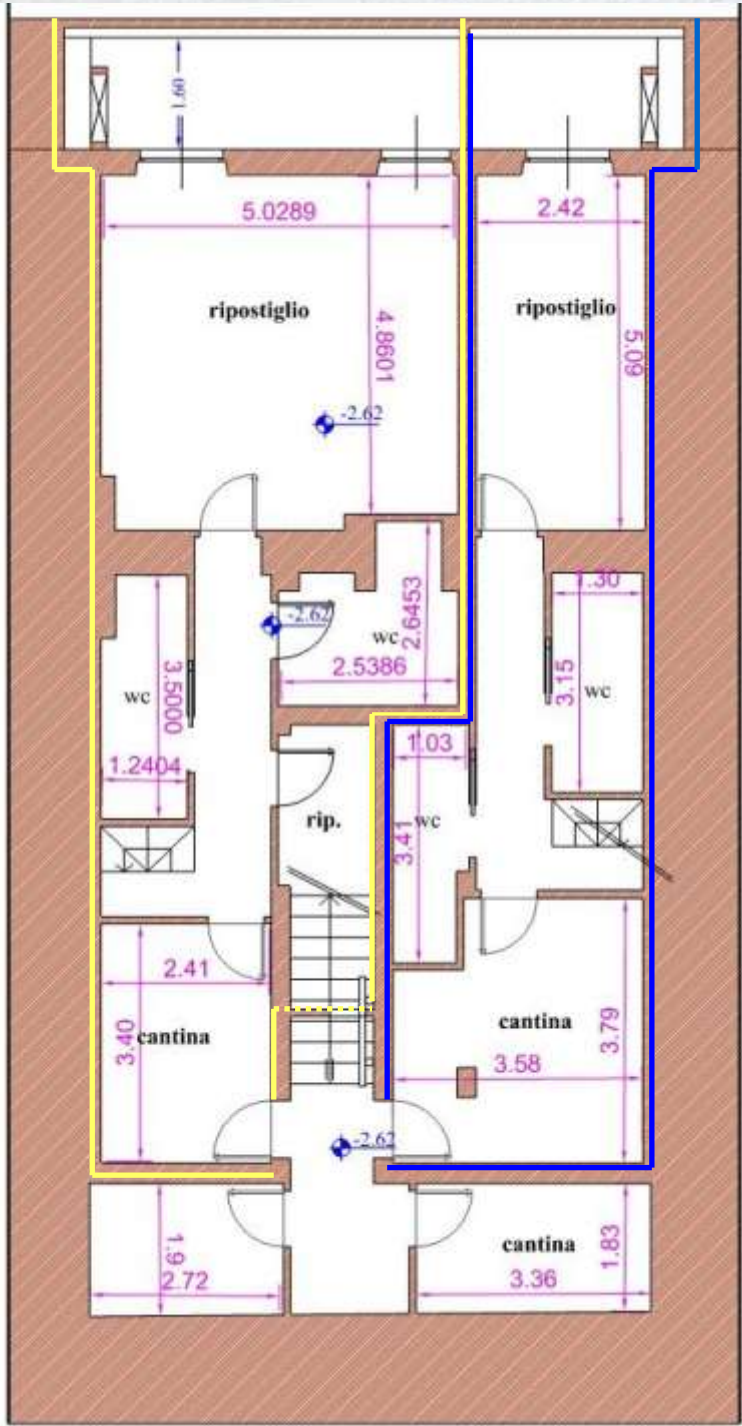 1.60
5.0289
2.42
ripostiglio
ripostiglio
4.8601
5.09
-2.62
1.30
-2.62
2.6453
wc
3.5000
wc
2.5386
3.15
wc
1.03
1.2404
rip.
3.41
wc
2.41
3.40
cantina
cantina
3.79
3.58
-2.62
1.9
2.72
cantina
1.83
3.36